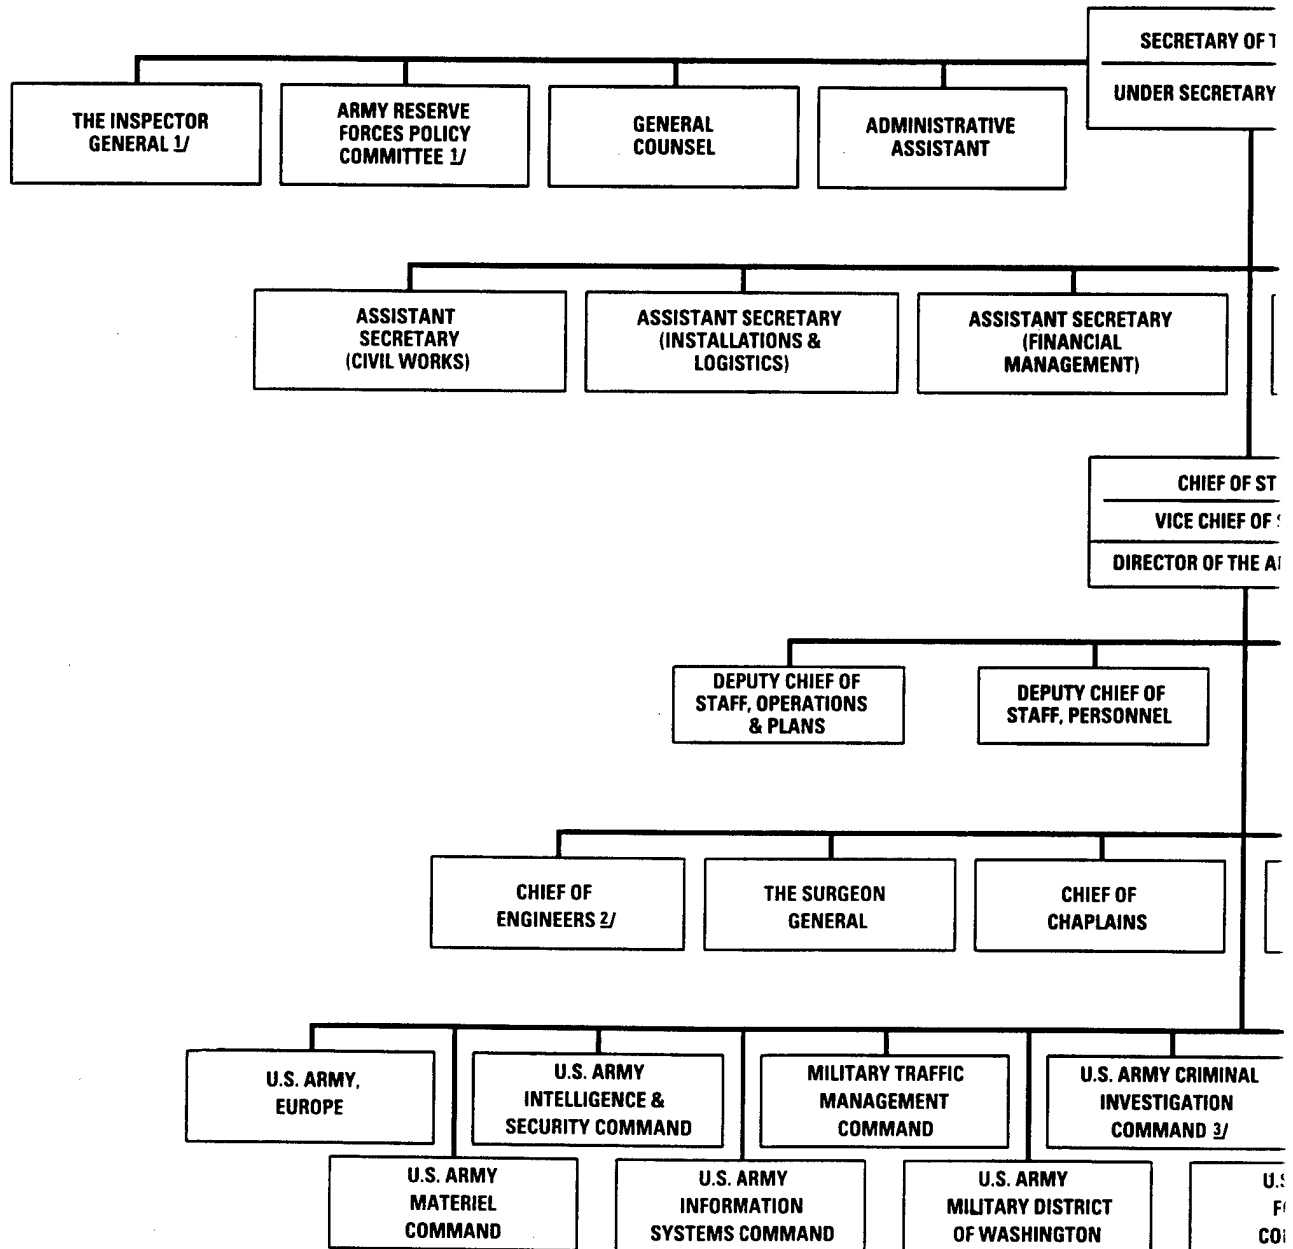 SECRETARY OF
UNDER SECRETARY
THE INSPECTOR
GENERAL 1/
ARMY RESERVE
FORCES POLICY
COMMITTEE 1/
GENERAL
COUNSEL
ADMINISTRATIVE
ASSISTANT
ASSISTANT
SECRETARY
(CIVIL WORKS)
ASSISTANT SECRETARY
(INSTALLATIONS &
LOGISTICS)
ASSISTANT SECRETARY
(FINANCIAL
MANAGEMENT)
CHIEF OF ST
VICE CHIEF OF
DIRECTOR OF THE
DEPUTY CHIEF OF
STAFF, OPERATIONS
& PLANS
DEPUTY CHIEF OF
STAFF, PERSONNEL
CHIEF OF
ENGINEERS 2/
THE SURGEON
GENERAL
CHIEF OF
CHAPLAINS
U.S. ARMY,
EUROPE
U.S. ARMY
INTELLIGENCE &
SECURITY COMMAND
MILITARY TRAFFIC
MANAGEMENT
COMMAND
U.S. ARMY CRIMINAL
INVESTIGATION
COMMAND 3/
U.S. ARMY
MATERIEL
COMMAND
U.S. ARMY
INFORMATION
SYSTEMS COMMAND
U.S. ARMY
MILITARY DISTRICT
OF WASHINGTON